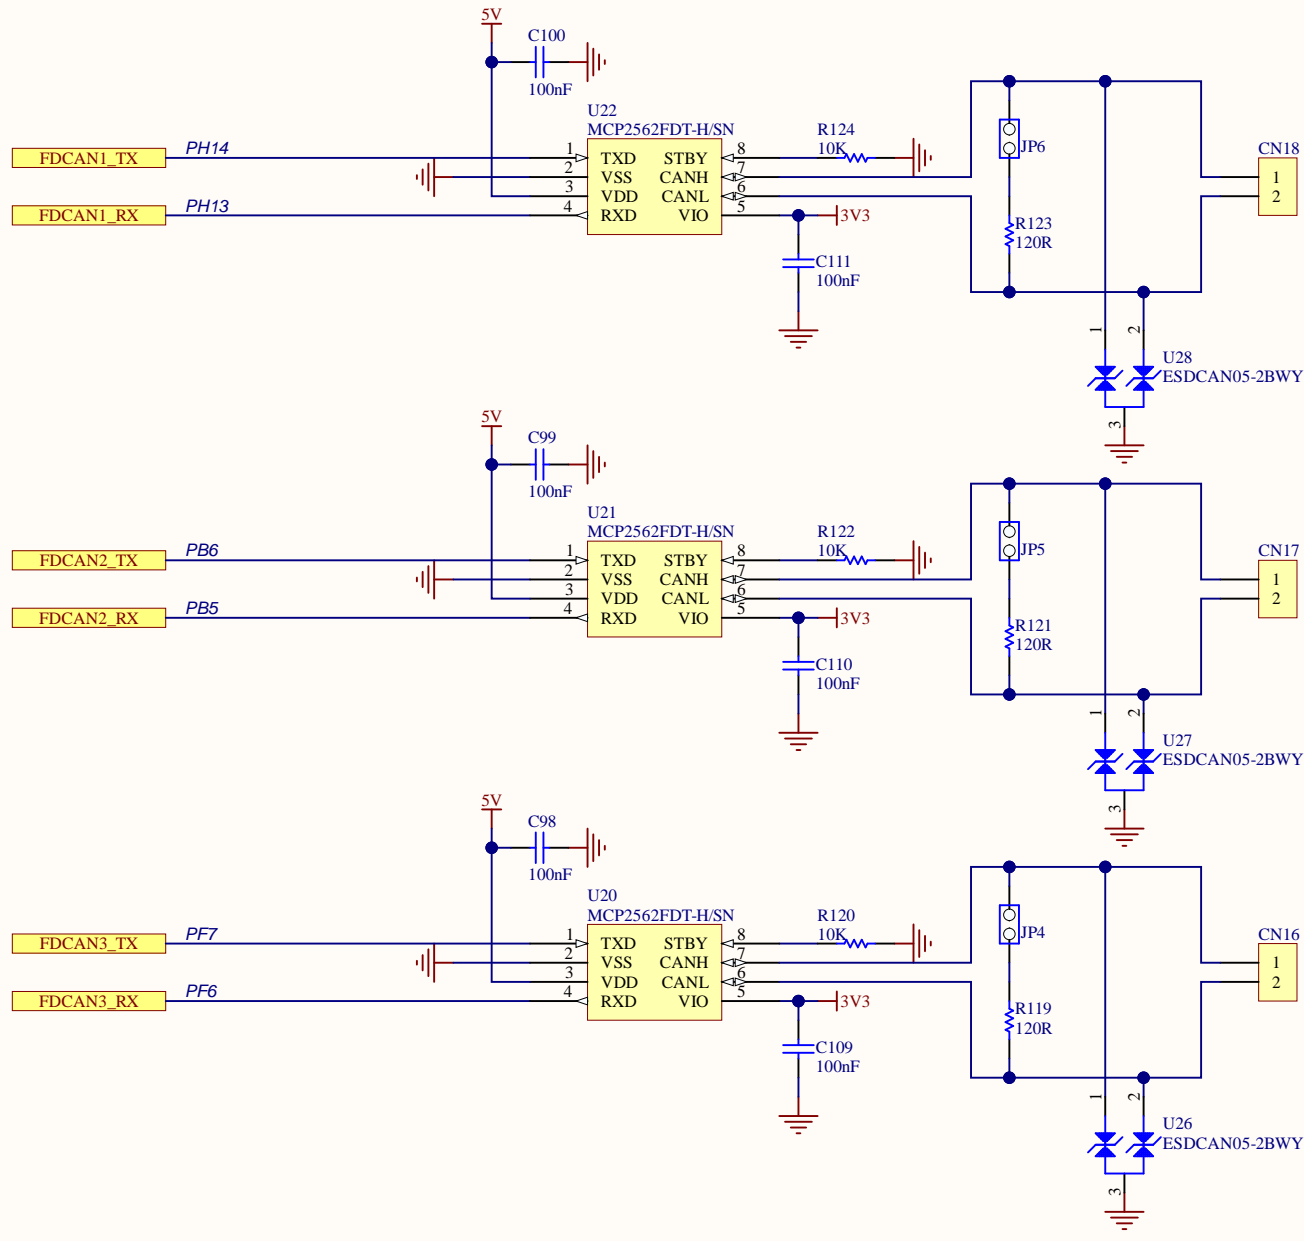 5V
C100
100nF
U22
MCP2562FDT-H/SN
FDCAN1_TX PH14
FDCAN1_RX PH13
1 TXD STBY 8
2 VSS CANH 7
3 VDD CANL 6
4 RXD VIO 5
R124
10K
3V3
C111
100nF
JP6
R123
120R
CN18
1
2
1 2
U28
ESDCAN05-2BWY
3
5V
C99
100nF
U21
MCP2562FDT-H/SN
FDCAN2_TX PB6
FDCAN2_RX PB5
1 TXD STBY 8
2 VSS CANH 7
3 VDD CANL 6
4 RXD VIO 5
R122
10K
3V3
C110
100nF
JP5
R121
120R
CN17
1
2
1 2
U27
ESDCAN05-2BWY
3
5V
C98
100nF
U20
MCP2562FDT-H/SN
FDCAN3_TX PF7
FDCAN3_RX PF6
1 TXD STBY 8
2 VSS CANH 7
3 VDD CANL 6
4 RXD VIO 5
R120
10K
3V3
C109
100nF
JP4
R119
120R
CN16
1
2
1 2
U26
ESDCAN05-2BWY
3